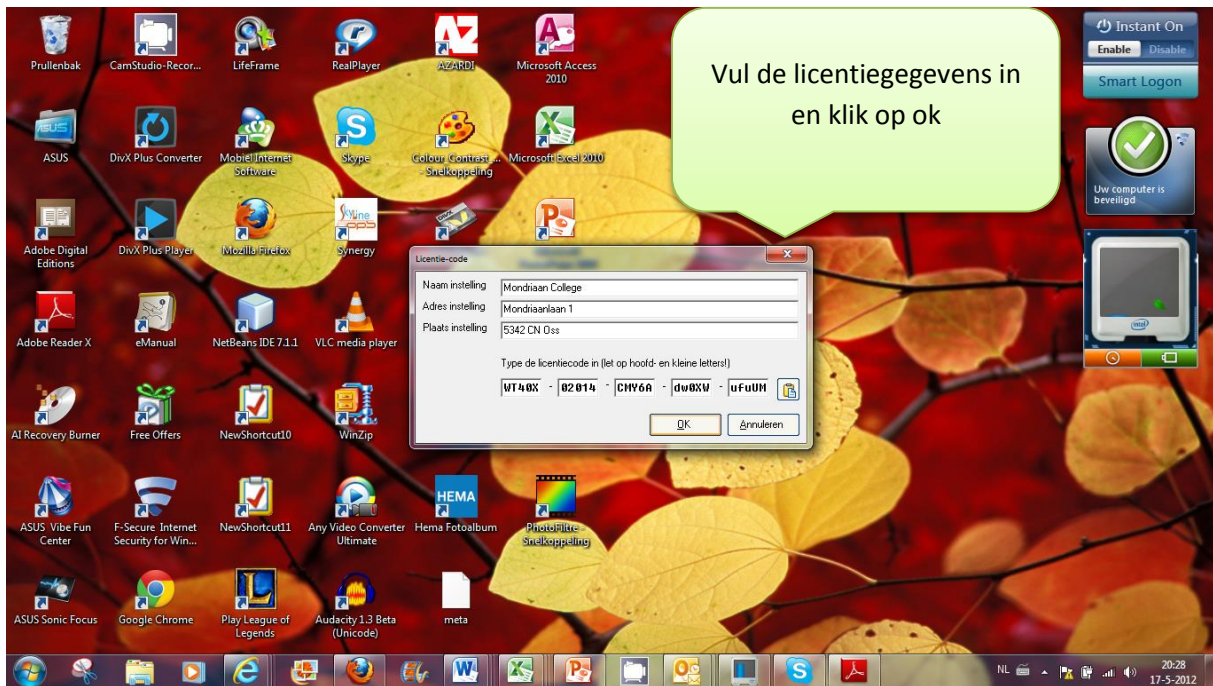 Prullenbak
CamStudio-Recor...
LifeFrame
RealPlayer
AZARDI
Microsoft Access
2010
ASUS
DivX Plus Converter
Mobiel Internet
Software
Skype
Colour_Contrast_...
- Snelkoppeling
Microsoft Excel 2010
Adobe Digital
Editions
DivX Plus Player
Mozilla Firefox
Synergy
Adobe Reader X
eManual
NetBeans IDE 7.1.1
VLC media player
AI Recovery Burner
Free Offers
NewShortcut10
WinZip
ASUS Vibe Fun
Center
F-Secure Internet
Security for Win...
NewShortcut11
Any Video Converter
Ultimate
HEMA
Hema Fotoalbum
PhotoFiltre -
Snelkoppeling
ASUS Sonic Focus
Google Chrome
Play League of
Legends
Audacity 1.3 Beta
(Unicode)
meta
Vul de licentiegegevens in
en klik op ok
Instant On
Enable Disable
Smart Logon
Uw computer is
beveiligd
intel
Licentie-code
Naam instelling Mondriaan College
Adres instelling Mondriaanlaan 1
Plaats instelling 5342 CN Oss
Type de licentiecode in (let op hoofd- en kleine letters!)
WT40X - 02014 - CMY6A - dw0XW - uFuUM
OK Annuleren
NL
20:28
17-5-2012